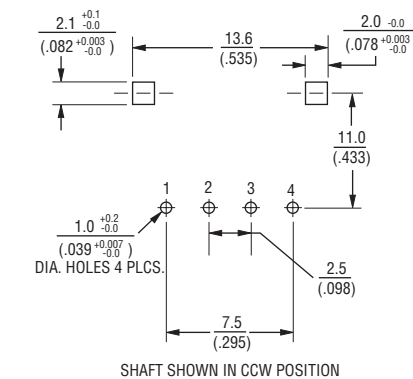 2.1 +0.1 -0.0
(.082 +0.003 -0.0 )
13.6
(.535)
2.0 -0.0
(.078 +0.003 -0.0
11.0
(.433)
1 2 3 4
1.0 +0.2 -0.0
(.039 +0.007 -0.0 )
DIA. HOLES 4 PLCS.
2.5
(.098)
7.5
(.295)
SHAFT SHOWN IN CCW POSITION